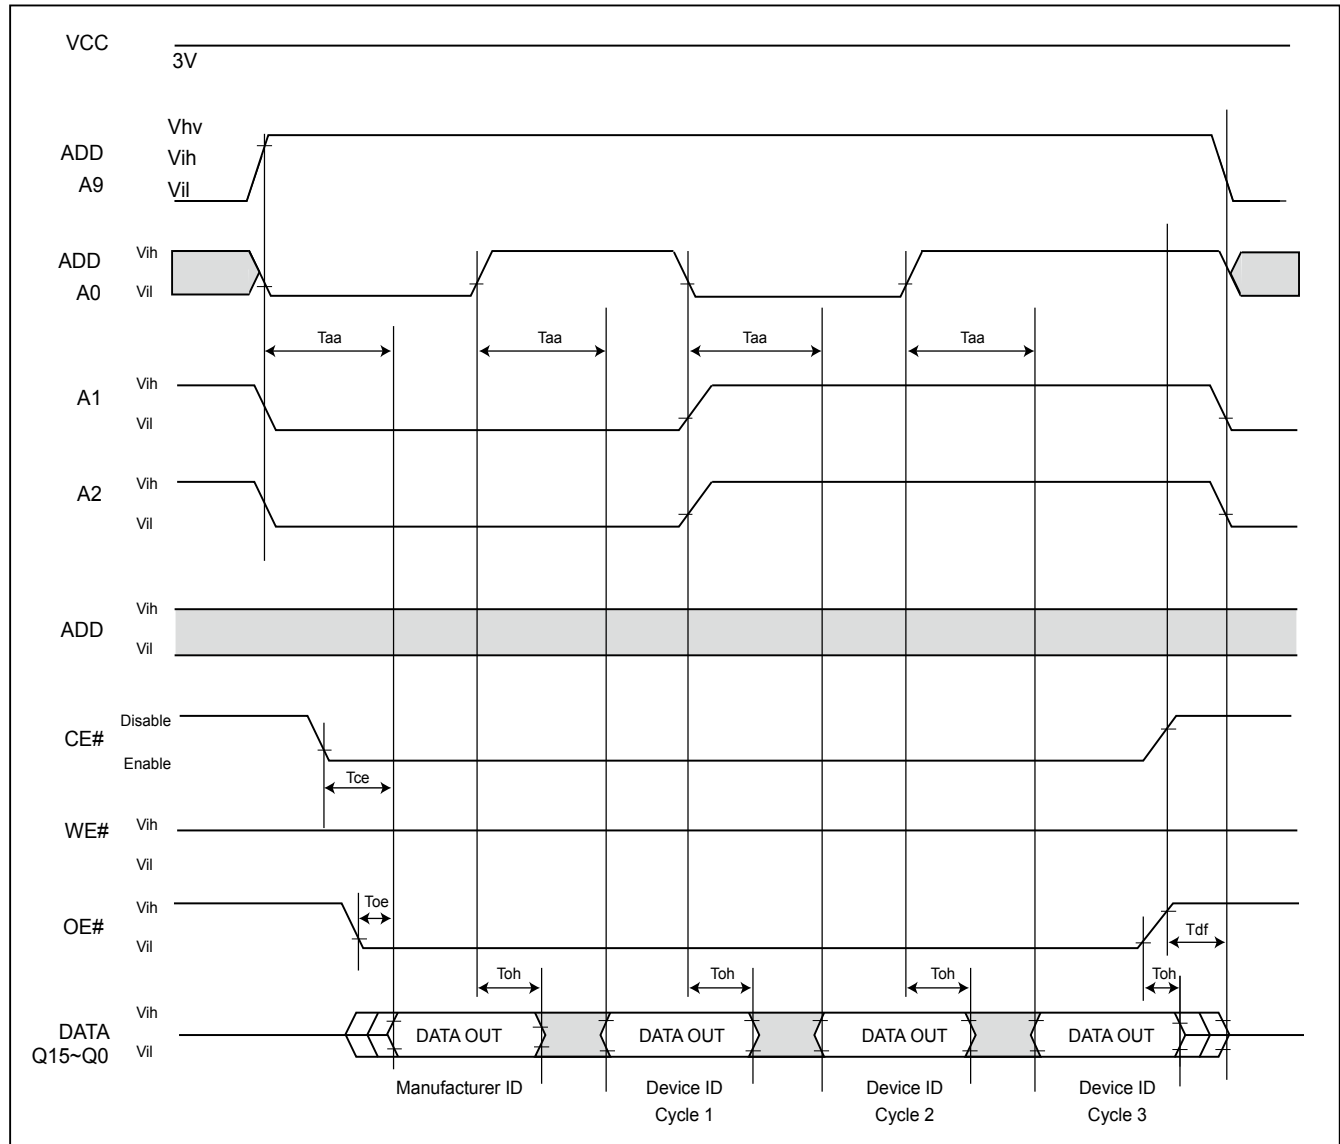 VCC
3V
Vhv
ADD
Vih
A9
Vil
ADD
Vih
A0
Vil
Taa
Taa
Taa
Taa
A1
Vih
Vil
A2
Vih
Vil
ADD
Vih
Vil
CE#
Disable
Enable
Tce
WE#
Vih
Vil
OE#
Vih
Vil
Toe
Tdf
Toh
Toh
Toh
Toh
DATA
Q15~Q0
Vih
Vil
DATA OUT
DATA OUT
DATA OUT
DATA OUT
Manufacturer ID
Device ID
Cycle 1
Device ID
Cycle 2
Device ID
Cycle 3